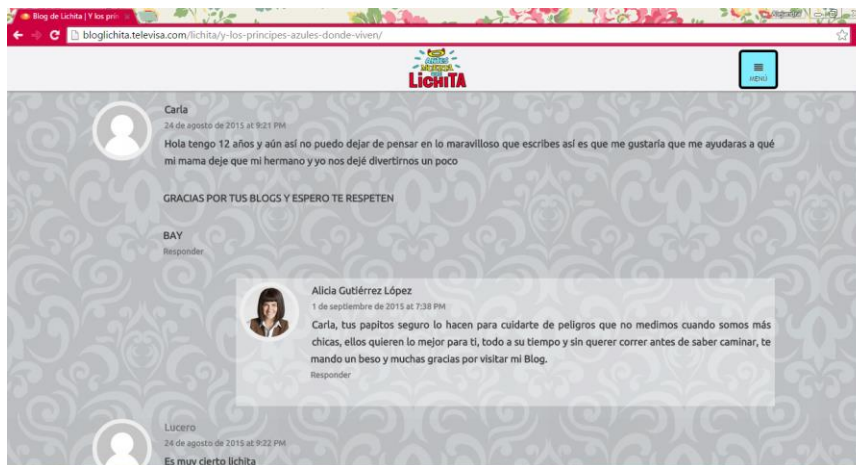 Blog de Lichita | Y los prin
Alejandra
bloglichita.televisa.com/lichita/y-los-principes-azules-donde-viven/
ANTES
MUERTA
QUE
LICHITA
MENÚ
Carla
24 de agosto de 2015 at 9:21 PM
Hola tengo 12 años y aún así no puedo dejar de pensar en lo maravilloso que escribes así es que me gustaría que me ayudaras a qué
mi mama deje que mi hermano y yo nos dejé divertirnos un poco
GRACIAS POR TUS BLOGS Y ESPERO TE RESPETEN
BAY
Responder
Alicia Gutiérrez López
1 de septiembre de 2015 at 7:38 PM
Carla, tus papitos seguro lo hacen para cuidarte de peligros que no medimos cuando somos más
chicas, ellos quieren lo mejor para ti, todo a su tiempo y sin querer correr antes de saber caminar, te
mando un beso y muchas gracias por visitar mi Blog.
Responder
Lucero
24 de agosto de 2015 at 9:22 PM
Es muy cierto lichita